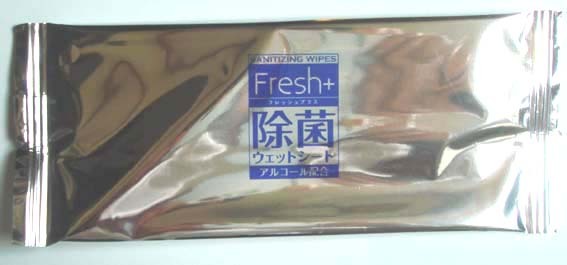 SANITIZING WIPES
Fresh+
フレッシュプラス
除菌
ウェットシート
アルコール配合